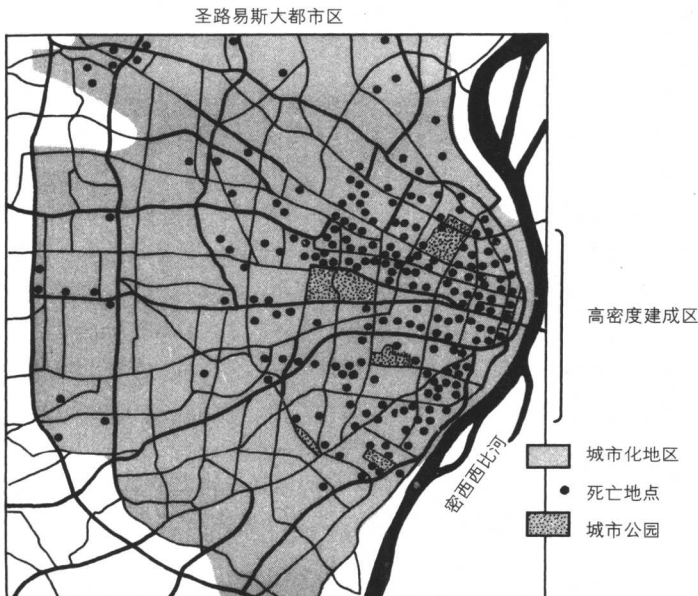 圣路易斯大都市区
高密度建成区
密西西比河
城市化地区
死亡地点
城市公园